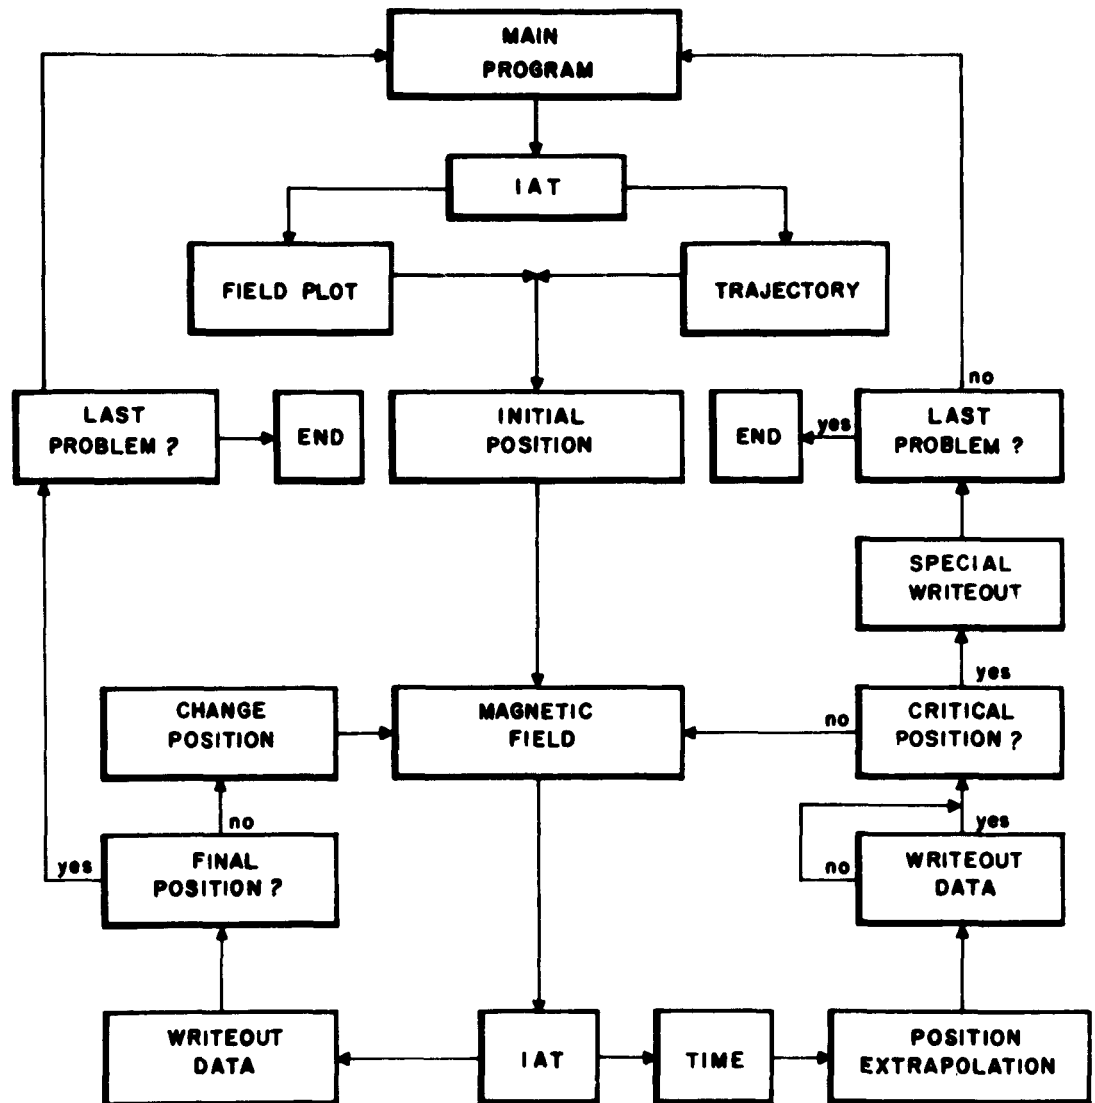 MAIN
PROGRAM
IAT
FIELD PLOT
TRAJECTORY
LAST
PROBLEM ?
END
INITIAL
POSITION
END
yes
no
LAST
PROBLEM ?
SPECIAL
WRITEOUT
yes
CHANGE
POSITION
MAGNETIC
FIELD
no
CRITICAL
POSITION ?
no
yes
yes
FINAL
POSITION ?
no
WRITEOUT
DATA
WRITEOUT
DATA
IAT
TIME
POSITION
EXTRAPOLATION